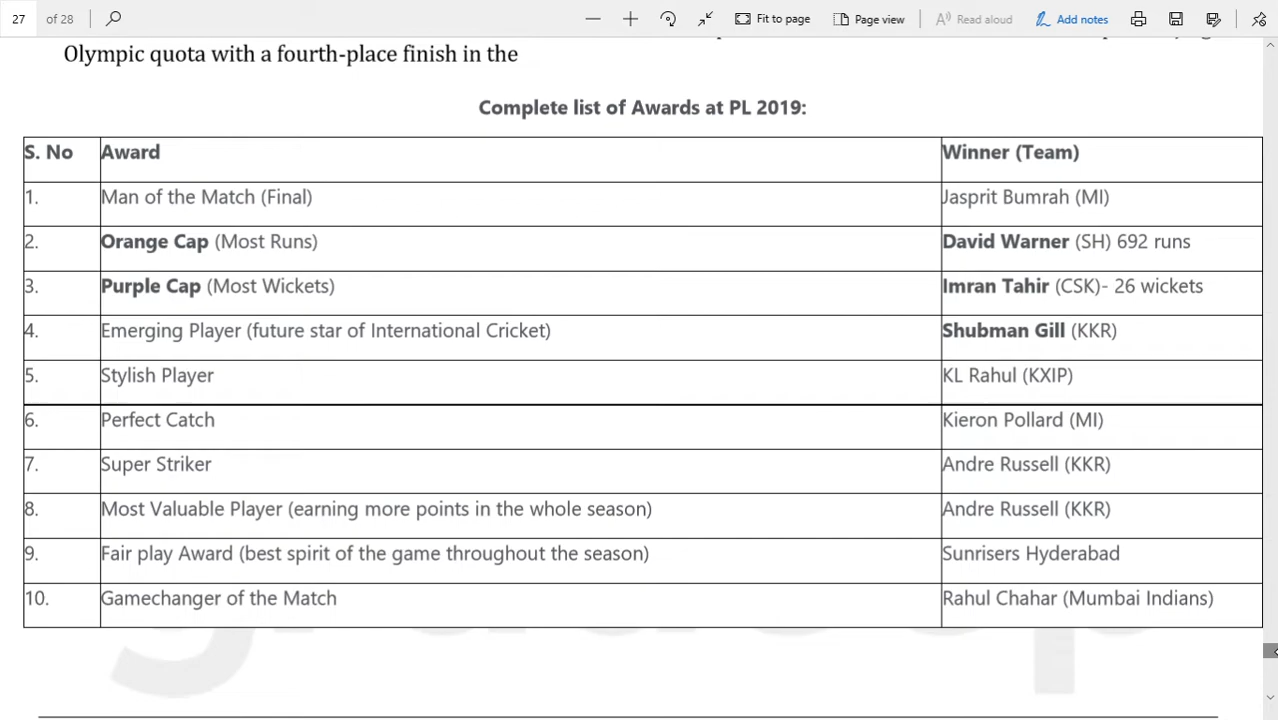 27 of 28 Fit to page Page view Read aloud Add notes
Olympic quota with a fourth-place finish in the
Complete list of Awards at PL 2019:
S. No Award Winner (Team)
1. Man of the Match (Final) Jasprit Bumrah (MI)
2. Orange Cap (Most Runs) David Warner (SH) 692 runs
3. Purple Cap (Most Wickets) Imran Tahir (CSK)- 26 wickets
4. Emerging Player (future star of International Cricket) Shubman Gill (KKR)
5. Stylish Player KL Rahul (KXIP)
6. Perfect Catch Kieron Pollard (MI)
7. Super Striker Andre Russell (KKR)
8. Most Valuable Player (earning more points in the whole season) Andre Russell (KKR)
9. Fair play Award (best spirit of the game throughout the season) Sunrisers Hyderabad
10. Gamechanger of the Match Rahul Chahar (Mumbai Indians)